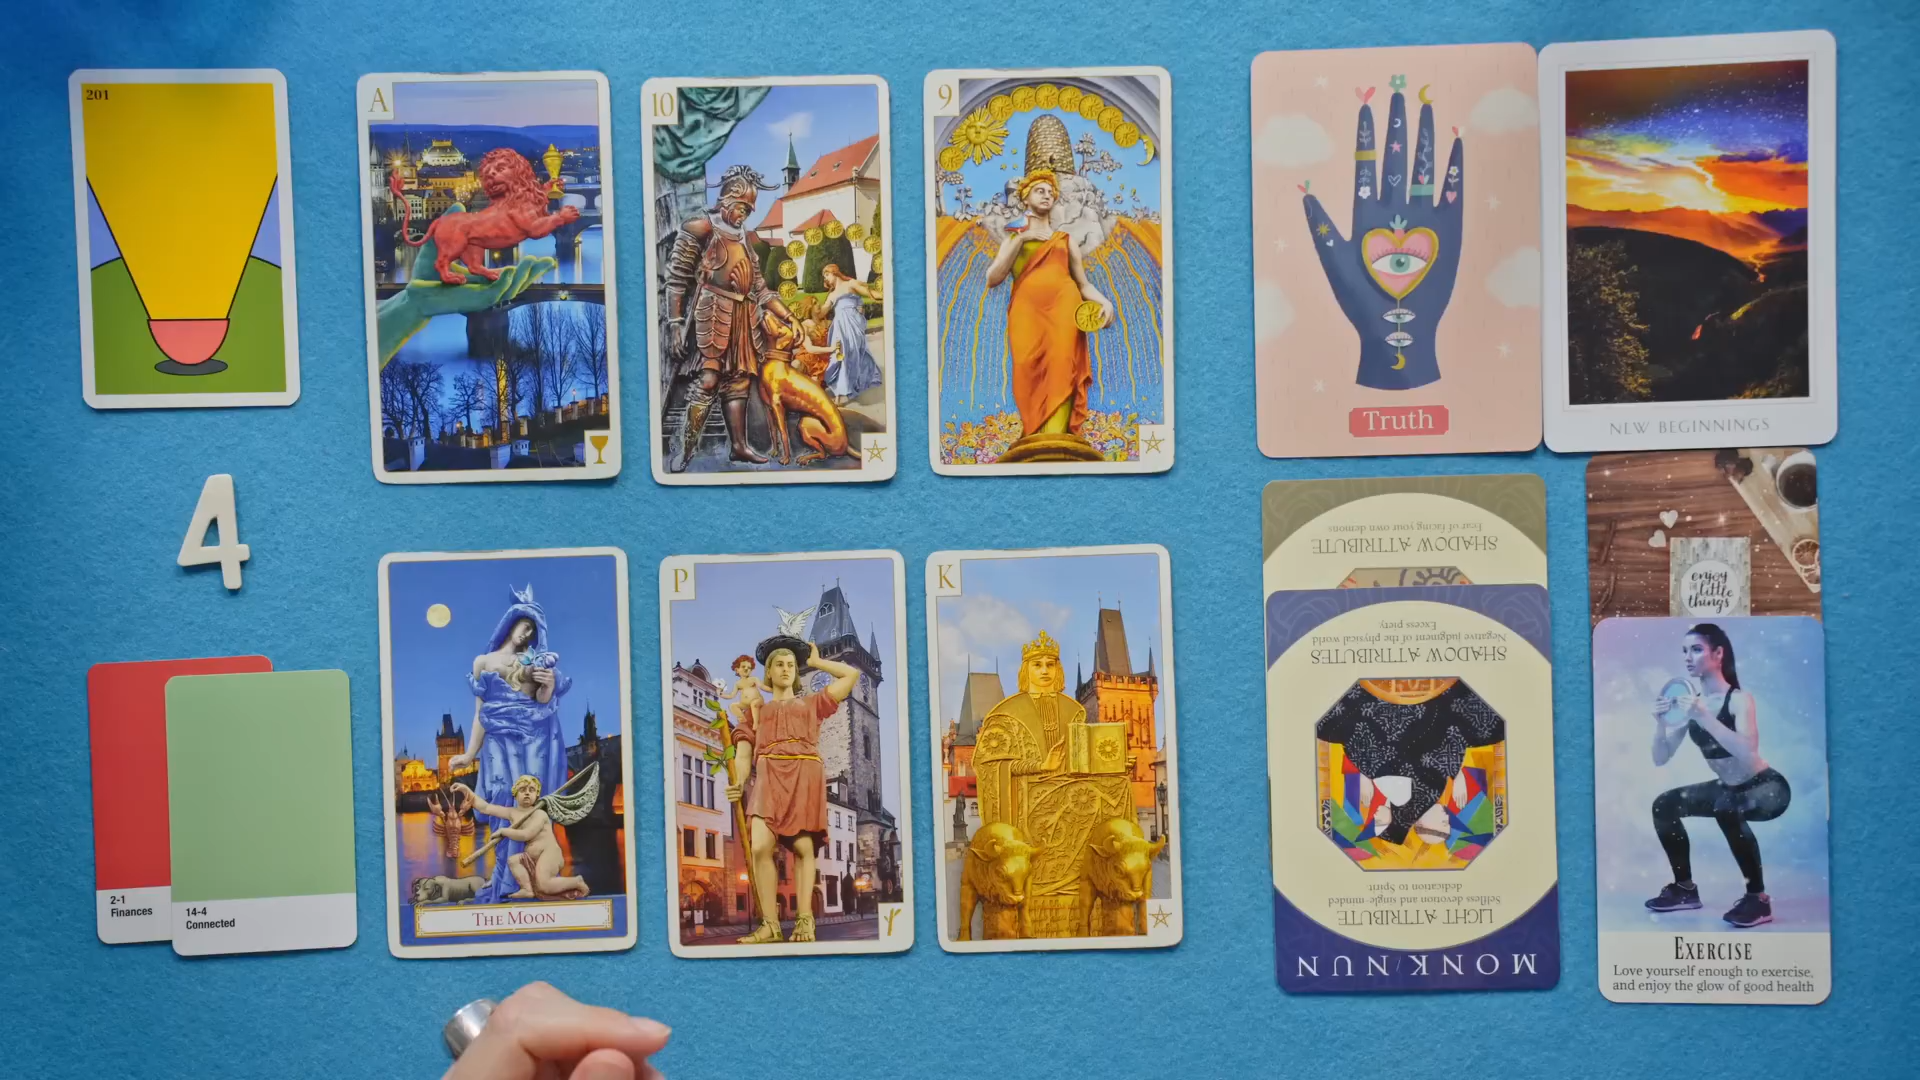 201
A
10
9
Truth
NEW BEGINNINGS
4
Fear of facing your own demons
SHADOW ATTRIBUTE
enjoy
the little
things
2-1
Finances
14-4
Connected
THE MOON
P
K
MONK/NUN
LIGHT ATTRIBUTE
Selfless devotion and single-minded
dedication to Spirit
SHADOW ATTRIBUTES
Negative judgment of the physical world
Excess piety.
EXERCISE
Love yourself enough to exercise,
and enjoy the glow of good health